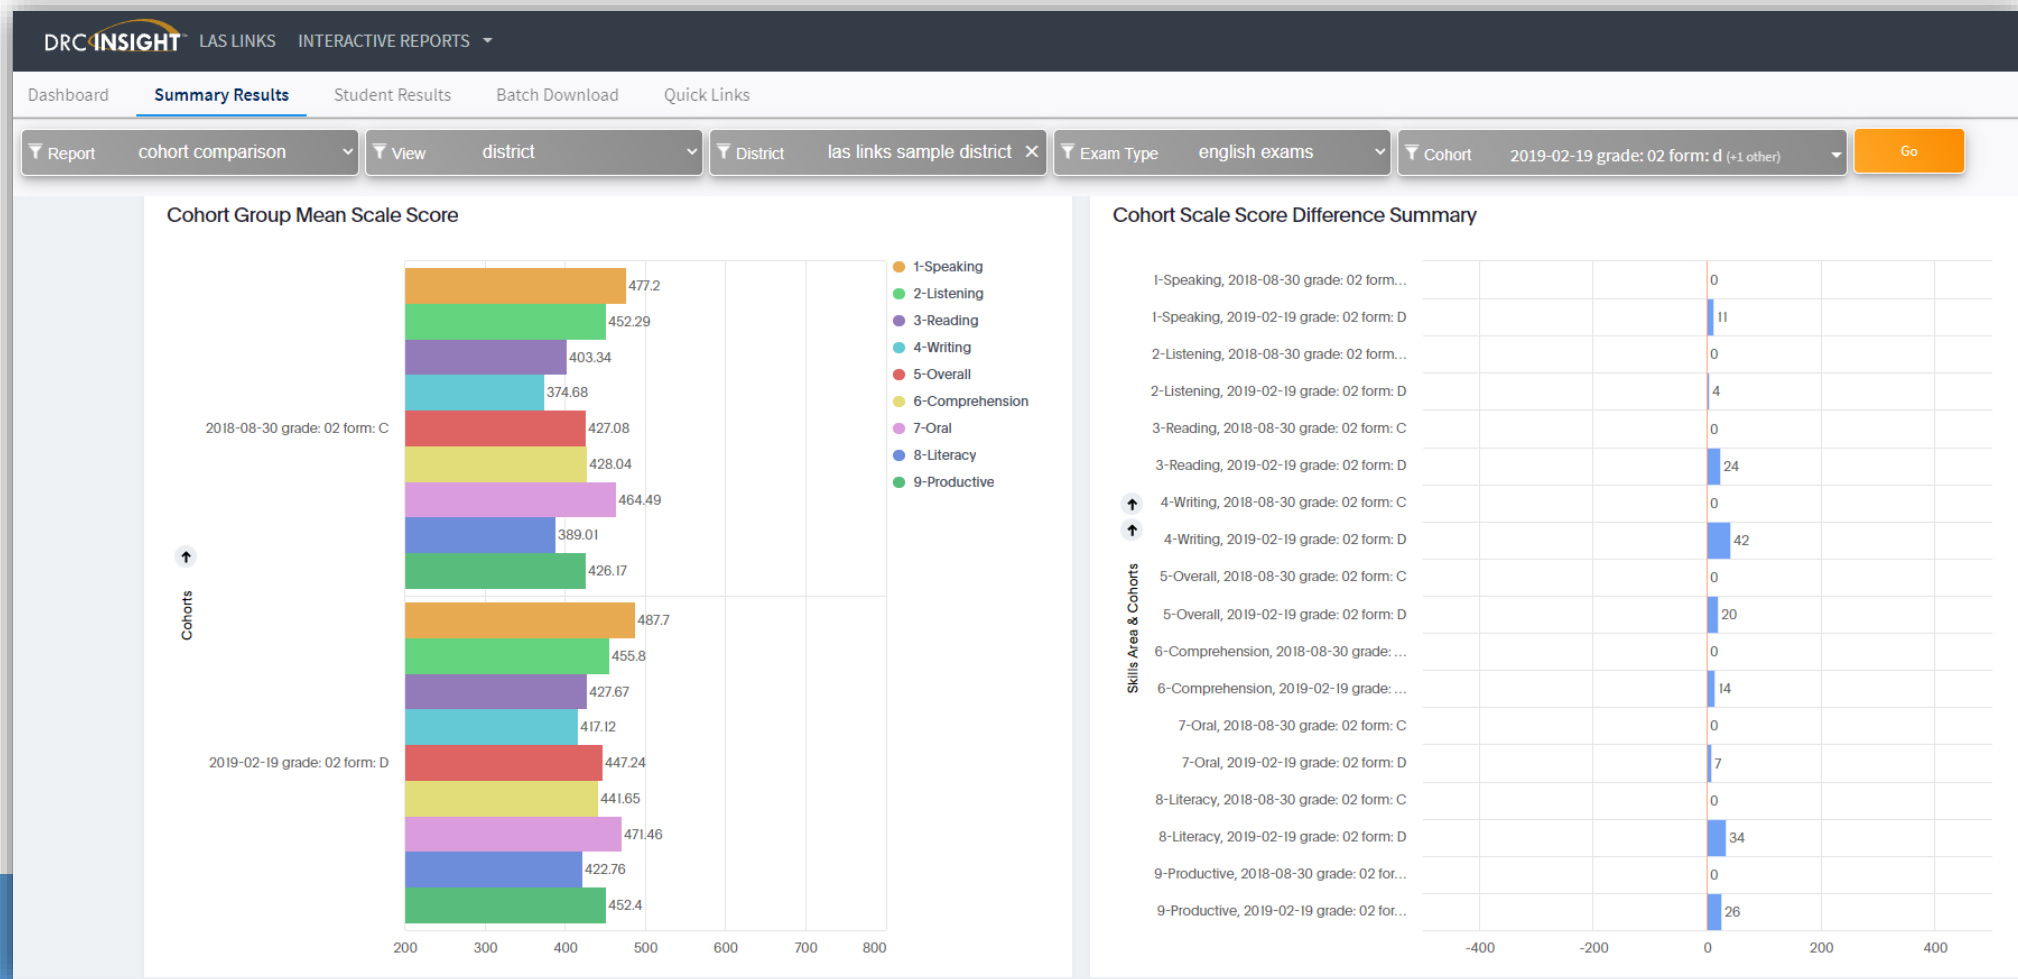 DRC INSIGHT LAS LINKS INTERACTIVE REPORTS
Dashboard Summary Results Student Results Batch Download Quick Links
Report cohort comparison View district District las links sample district × Exam Type english exams Cohort 2019-02-19 grade: 02 form: d (+1 other) Go
Cohort Group Mean Scale Score
477.2
452.29
403.34
374.68
2018-08-30 grade: 02 form: C 427.08
428.04
464.49
389.01
426.17
487.7
455.8
427.67
417.12
2019-02-19 grade: 02 form: D 447.24
441.65
471.46
422.76
452.4
Cohorts
200 300 400 500 600 700 800
1-Speaking
2-Listening
3-Reading
4-Writing
5-Overall
6-Comprehension
7-Oral
8-Literacy
9-Productive
Cohort Scale Score Difference Summary
1-Speaking, 2018-08-30 grade: 02 form... 0
1-Speaking, 2019-02-19 grade: 02 form: D 11
2-Listening, 2018-08-30 grade: 02 form... 0
2-Listening, 2019-02-19 grade: 02 form: D 4
3-Reading, 2018-08-30 grade: 02 form: C 0
3-Reading, 2019-02-19 grade: 02 form: D 24
4-Writing, 2018-08-30 grade: 02 form: C 0
4-Writing, 2019-02-19 grade: 02 form: D 42
5-Overall, 2018-08-30 grade: 02 form: C 0
5-Overall, 2019-02-19 grade: 02 form: D 20
6-Comprehension, 2018-08-30 grade: ... 0
6-Comprehension, 2019-02-19 grade: ... 14
7-Oral, 2018-08-30 grade: 02 form: C 0
7-Oral, 2019-02-19 grade: 02 form: D 7
8-Literacy, 2018-08-30 grade: 02 form: C 0
8-Literacy, 2019-02-19 grade: 02 form: D 34
9-Productive, 2018-08-30 grade: 02 for... 0
9-Productive, 2019-02-19 grade: 02 for... 26
Skills Area & Cohorts
-400 -200 0 200 400